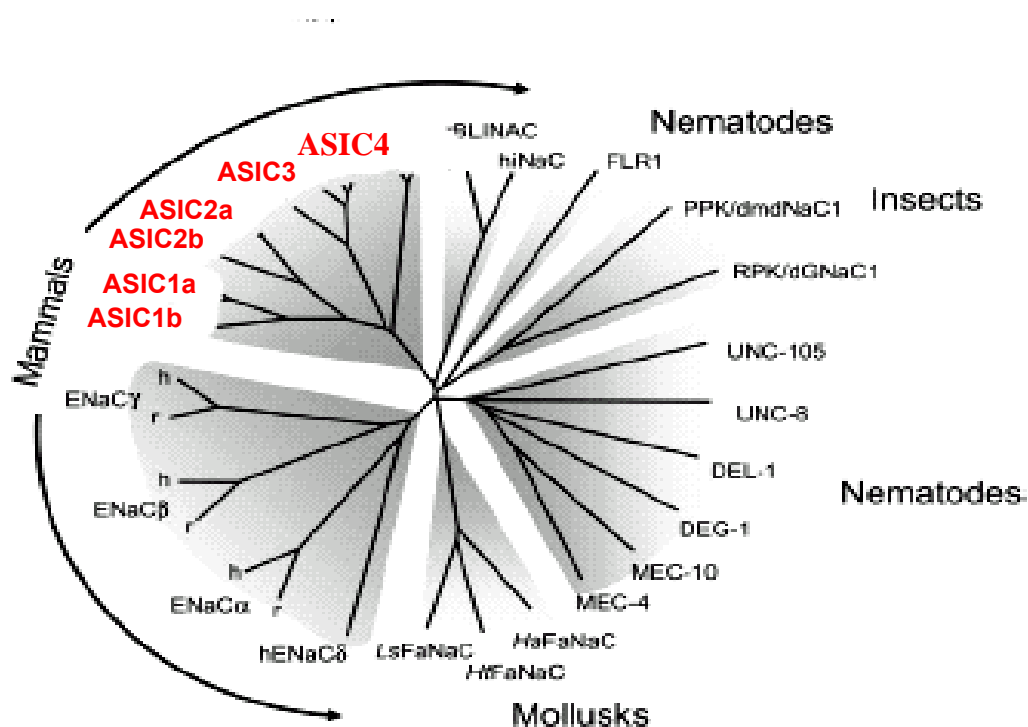 Nematodes
BLINAC
hiNaC
FLR1
ASIC4
ASIC3
Insects
PPK/dmdNaC1
ASIC2a
ASIC2b
RPK/dGNaC1
ASIC1a
ASIC1b
Mammals
UNC-105
h
ENaCγ
r
UNC-8
DEL-1
h
ENaCβ
r
Nematodes
DEG-1
h
ENaCα
r
MEC-10
MEC-4
hENaCδ
LsFaNaC
HaFaNaC
HtFaNaC
Mollusks